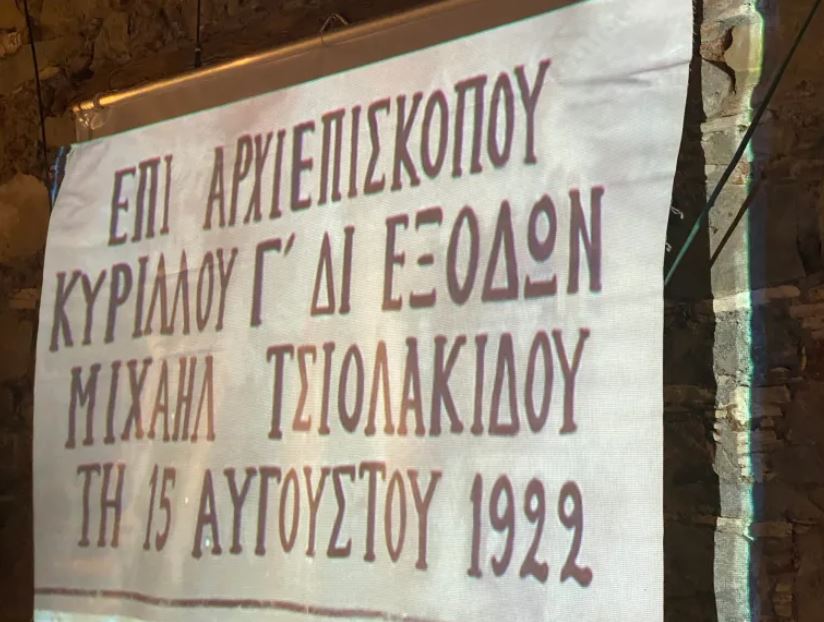 ΕΠΙ ΑΡΧΙΕΠΙΣΚΟΠΟΥ
ΚΥΡΙΛΛΟΥ Γ΄ ΔΙ ΕΞΟΔΩΝ
ΜΙΧΑΗΛ ΤΣΙΟΛΑΚΙΔΟΥ
ΤΗ 15 ΑΥΓΟΥΣΤΟΥ 1922